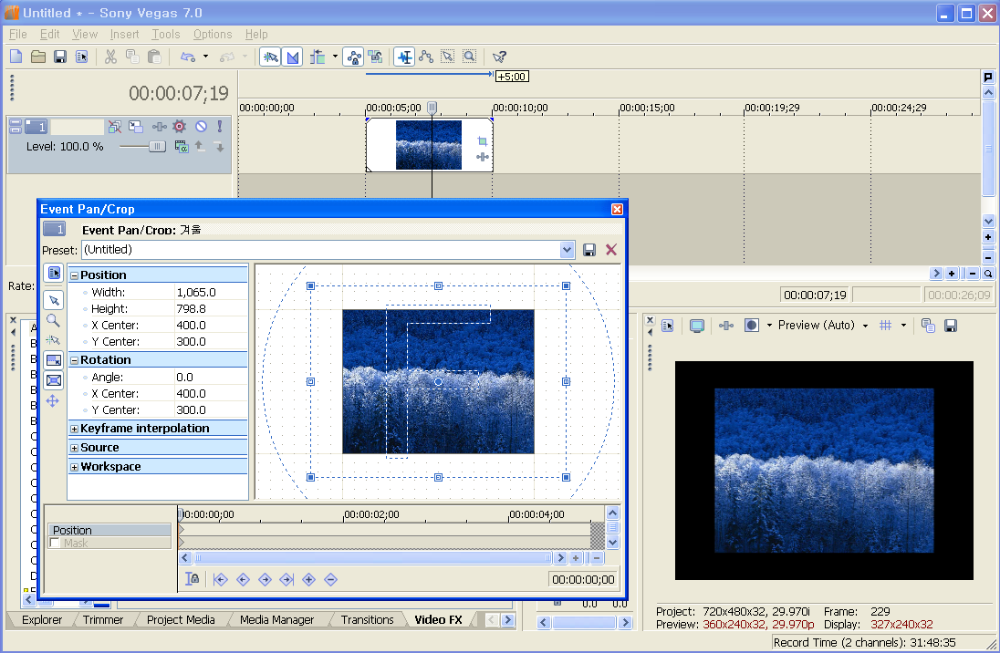 Untitled * - Sony Vegas 7.0
File Edit View Insert Tools Options Help
+5;00
00:00:07;19
00:00:00;00 00:00:05;00 00:00:10;00 00:00:15;00 00:00:19;29 00:00:24;29
1
Level: 100.0 %
Event Pan/Crop
1 Event Pan/Crop: 겨울
Preset: (Untitled)
Position
Width: 1,065.0
Height: 798.8
X Center: 400.0
Y Center: 300.0
Rotation
Angle: 0.0
X Center: 400.0
Y Center: 300.0
Keyframe interpolation
Source
Workspace
00:00:00;00 00:00:02;00 00:00:04;00
Position
Mask
00:00:00;00
Rate:
00:00:07;19 00:00:26;09
Preview (Auto)
0.0 0.0
Explorer Trimmer Project Media Media Manager Transitions Video FX
Project: 720x480x32, 29.970i Frame: 229
Preview: 360x240x32, 29.970p Display: 327x240x32
Record Time (2 channels): 31:48:35